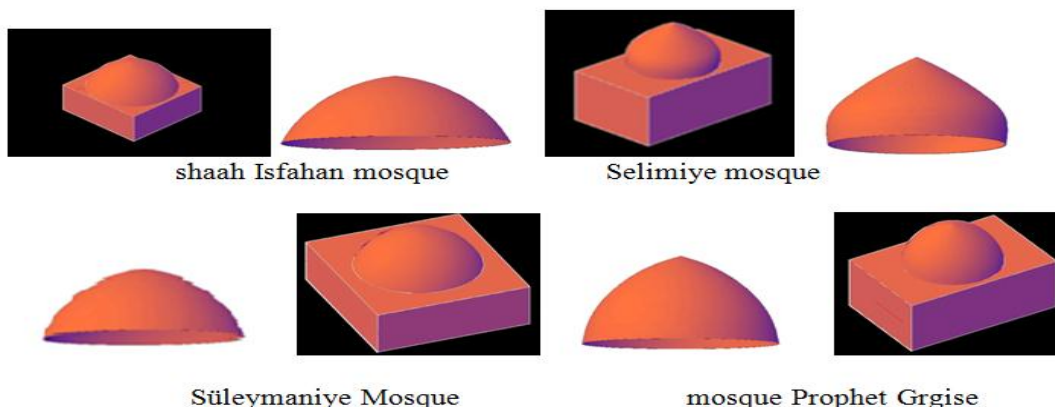 shaah Isfahan mosque
Selimiye mosque
Süleymaniye Mosque
mosque Prophet Grgise